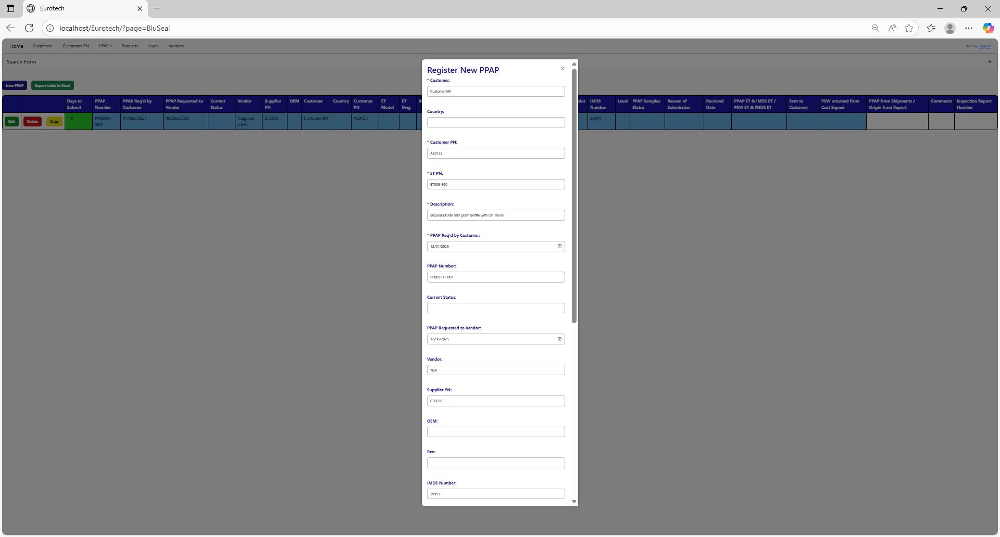 Eurotech
localhost/Eurotech/?page=BluSeal
Home Customers Customers PN PPAP's Products Users Vendors Admin Logout
Search Form
New PPAP Export table to Excel
Days to Submit PPAP Number PPAP Req'd by Customer PPAP Requested to Vendor Current Status Vendor Supplier PN OEM Customer Country Customer PN ET Model ET Dwg IMDS Number Level PPAP Samples Status Reason of Submission Received Date PPAP ET & IMDS ET / PSW ET & IMDS ET Sent to Customer PSW returned from Cust Signed PPAP from Shipments / Origin from Report Comments Inspection Report Number
Edit Delete Copy -10 PP00991-0001 01/Dec/2025 06/Dec/2025 Toagosei (TGA) CE6038 Customer991 AB0123 29991
Register New PPAP ×
* Customer:
Customer991
Country:
* Customer PN:
AB0123
* ET PN:
ET008-500
* Description:
BluSeal ET008-500 gram Bottle with UV Tracer
* PPAP Req'd by Customer:
12/01/2025
PPAP Number:
PP00991-0001
Current Status:
PPAP Requested to Vendor:
12/06/2025
Vendor:
TGA
Supplier PN:
CE6038
OEM:
Rev:
IMDS Number:
29991